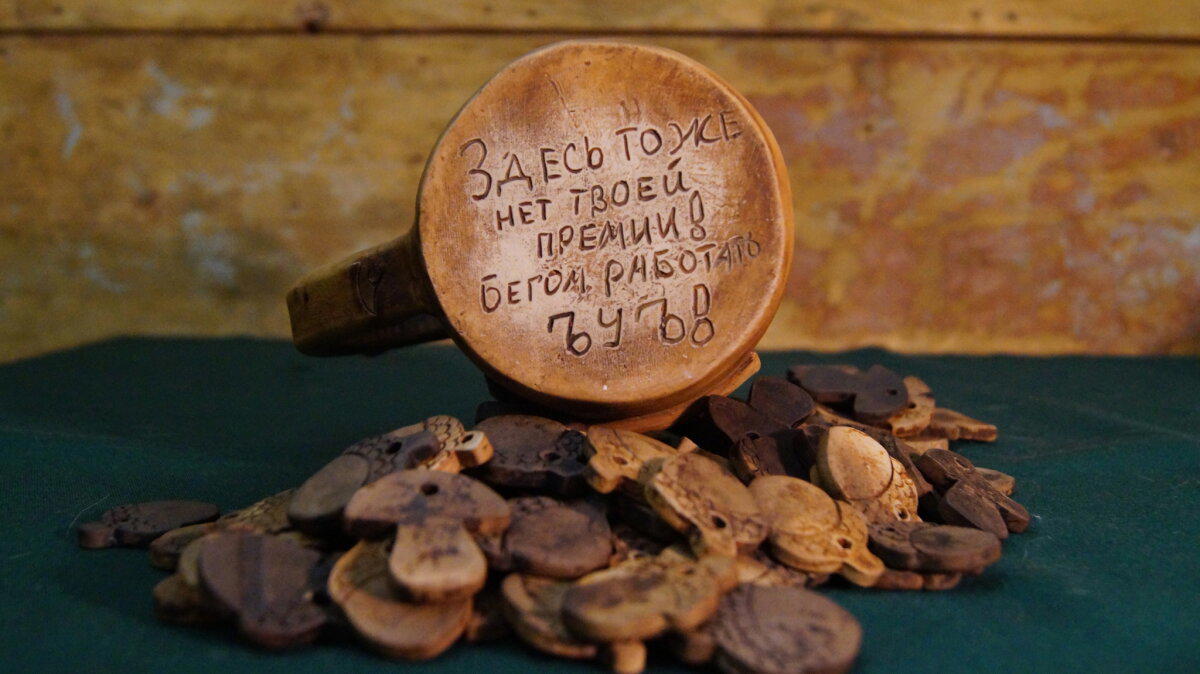 ЗДЕСЬ ТОЖЕ
НЕТ ТВОЕЙ
ПРЕМИИ!
БЕГОМ РАБОТАТЬ
ЪУЪ!